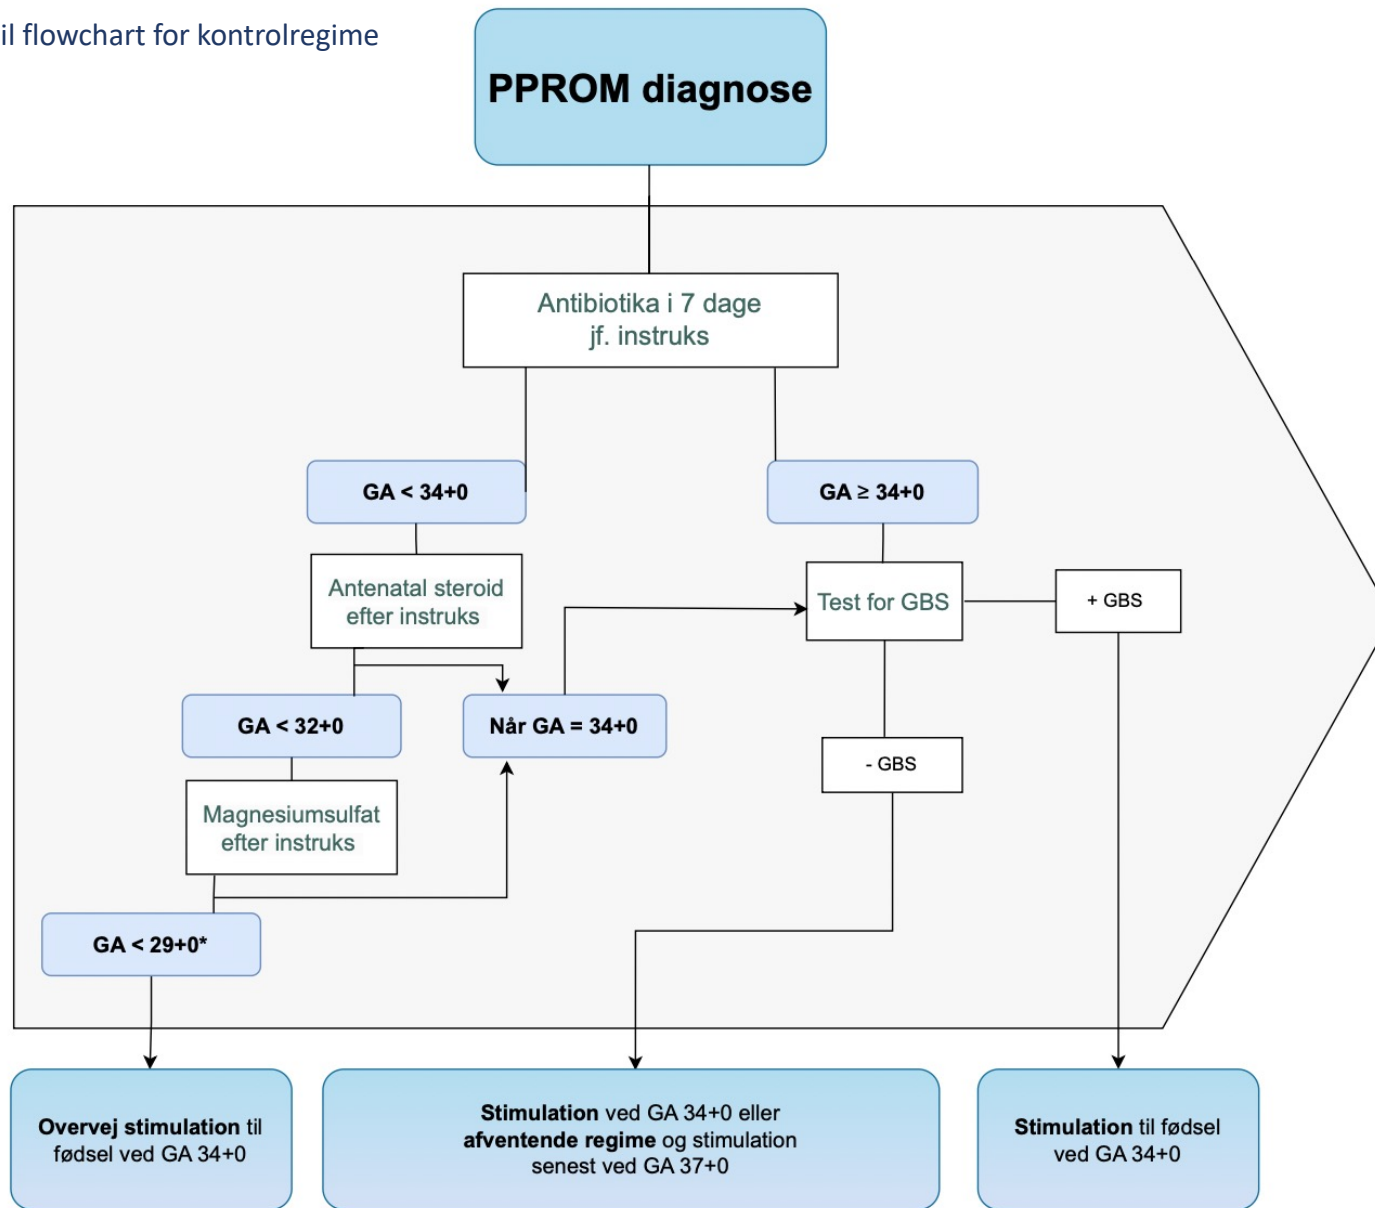 il flowchart for kontrolregime
PPROM diagnose
Antibiotika i 7 dage
jf. instruks
GA < 34+0
GA ≥ 34+0
Antenatal steroid
efter instruks
Test for GBS
+ GBS
GA < 32+0
Når GA = 34+0
- GBS
Magnesiumsulfat
efter instruks
GA < 29+0*
Overvej stimulation til
fødsel ved GA 34+0
Stimulation ved GA 34+0 eller
afventende regime og stimulation
senest ved GA 37+0
Stimulation til fødsel
ved GA 34+0